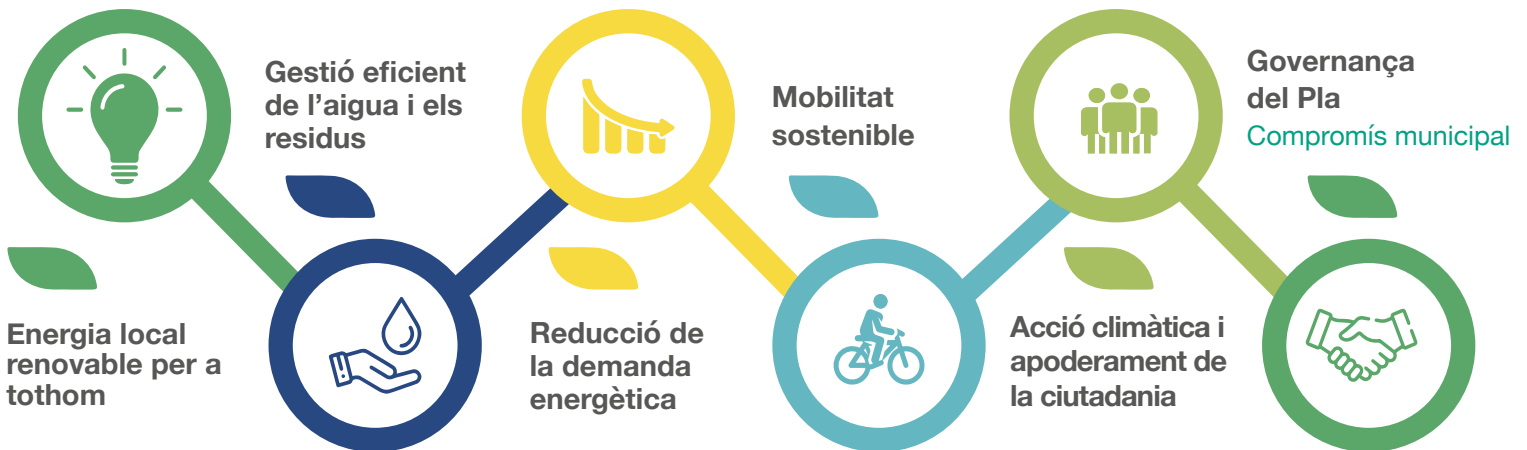 Energia local
renovable per a
tothom
Gestió eficient
de l’aigua i els
residus
Reducció de
la demanda
energètica
Mobilitat
sostenible
Acció climàtica i
apoderament de
la ciutadania
Governança
del Pla
Compromís municipal